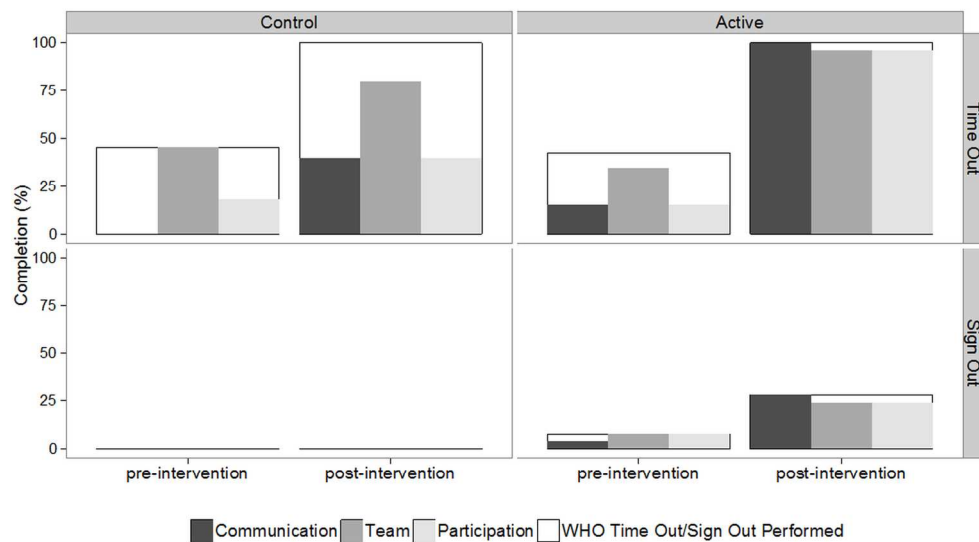 Control Active
100
75
50
25
0
Time Out
Completion (%)
100
75
50
25
0
Sign Out
pre-intervention post-intervention pre-intervention post-intervention
Communication Team Participation WHO Time Out/Sign Out Performed